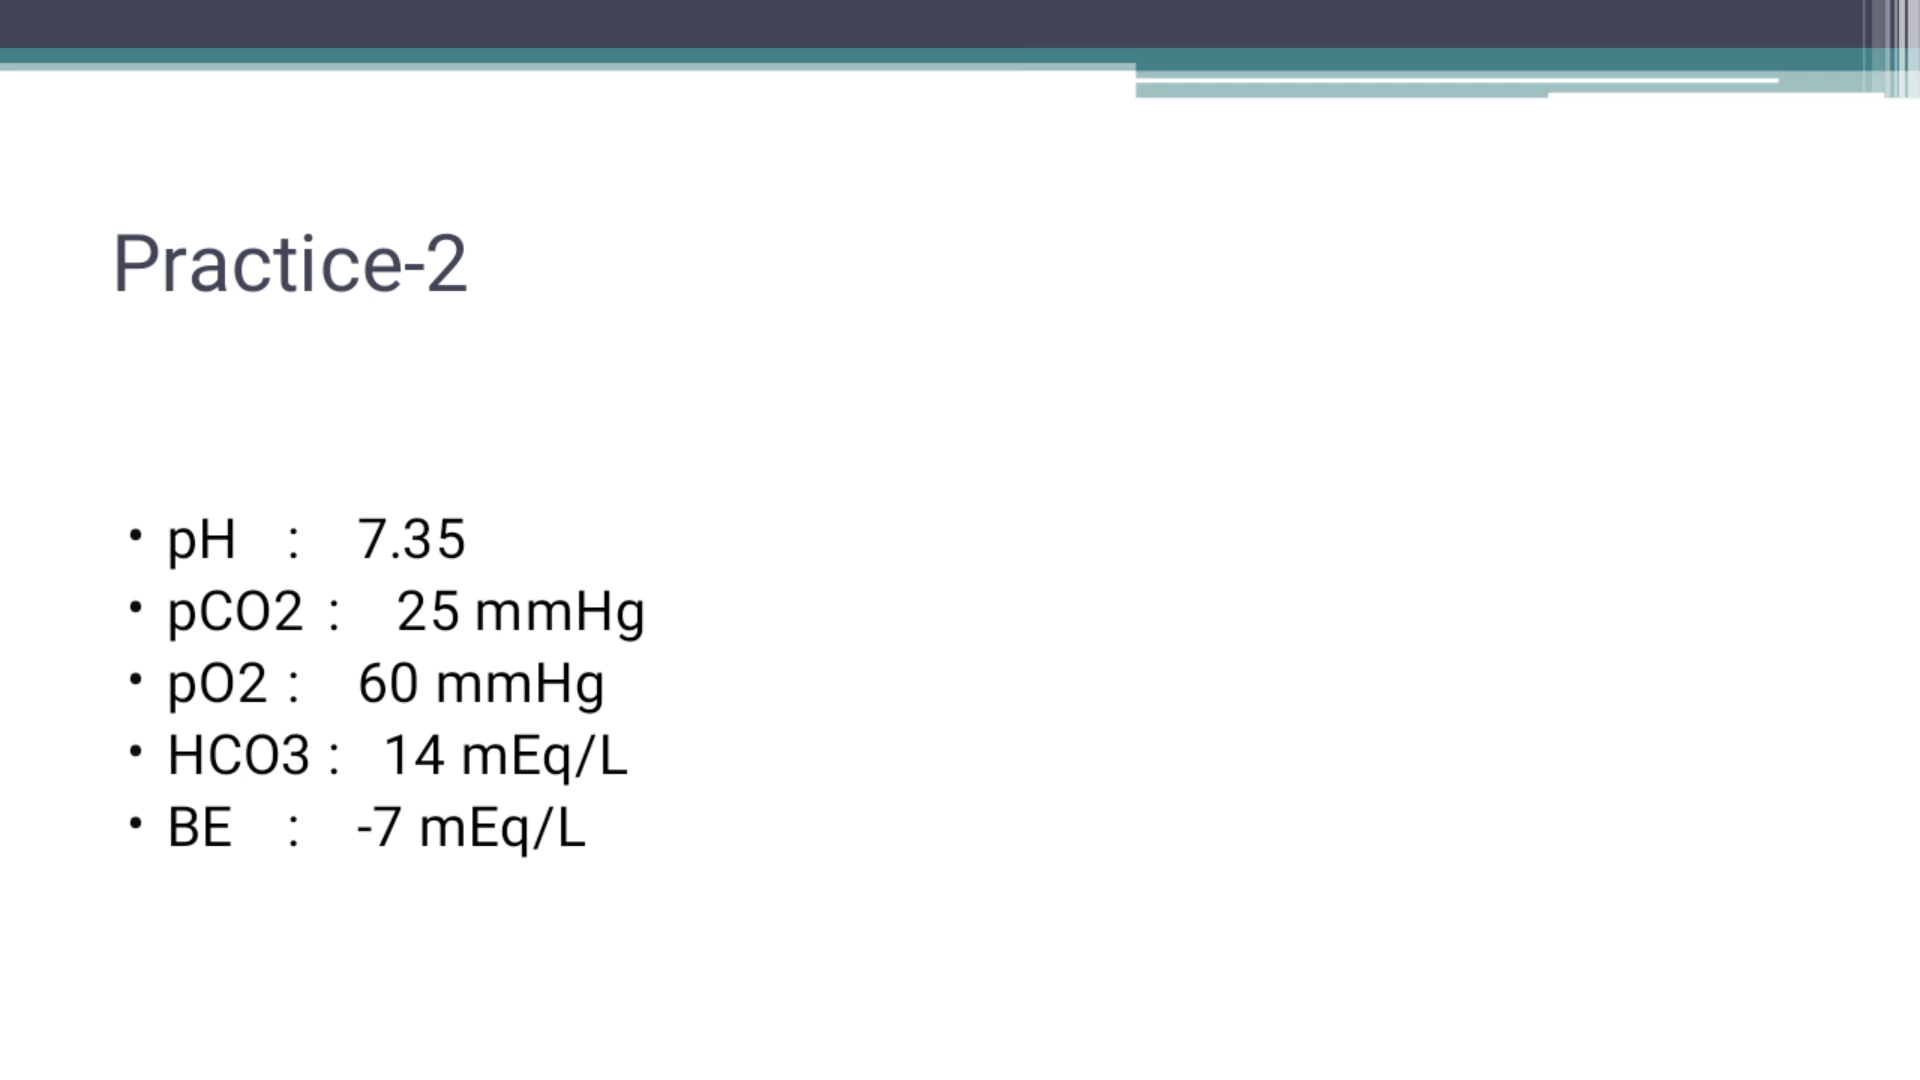 Practice-2
• pH : 7.35
• pCO2 : 25 mmHg
• pO2 : 60 mmHg
• HCO3 : 14 mEq/L
• BE : -7 mEq/L